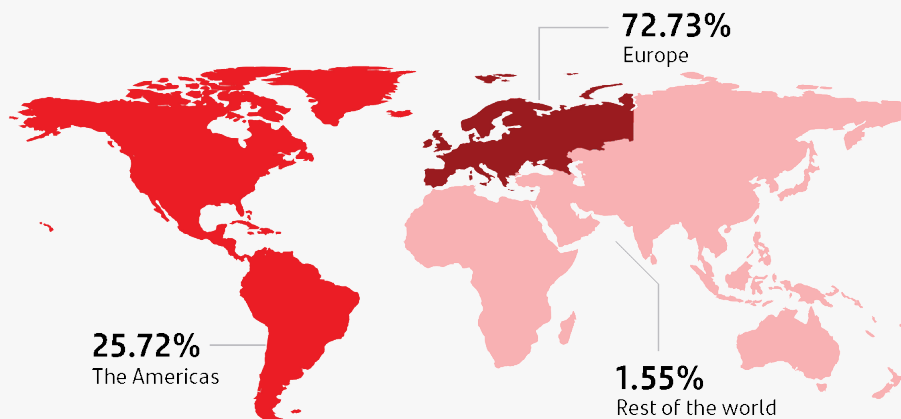 72.73%
Europe
25.72%
The Americas
1.55%
Rest of the world